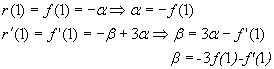 r(1) = f(1) = −α ⇒ α = −f(1)
r′(1) = f′(1) = −β + 3α ⇒ β = 3α − f′(1)
β = -3f(1)-f'(1)